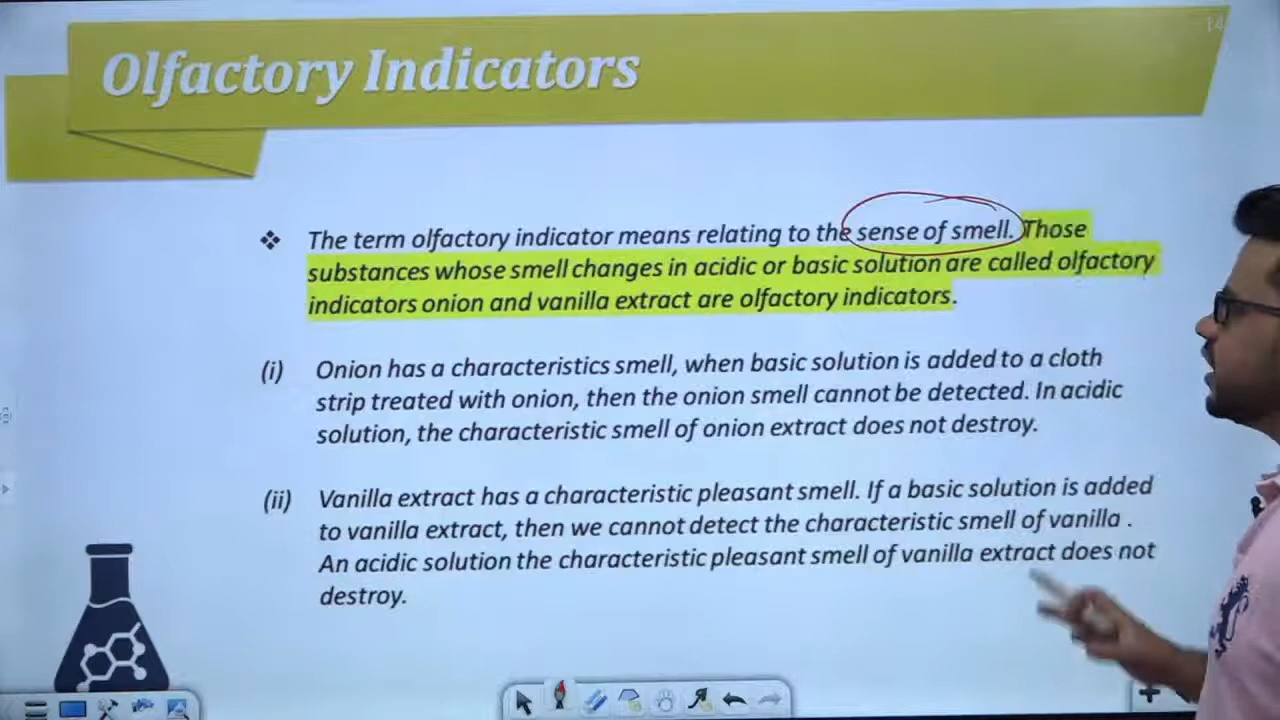 14
Olfactory Indicators
The term olfactory indicator means relating to the sense of smell. Those
substances whose smell changes in acidic or basic solution are called olfactory
indicators onion and vanilla extract are olfactory indicators.
(i) Onion has a characteristics smell, when basic solution is added to a cloth
strip treated with onion, then the onion smell cannot be detected. In acidic
solution, the characteristic smell of onion extract does not destroy.
(ii) Vanilla extract has a characteristic pleasant smell. If a basic solution is added
to vanilla extract, then we cannot detect the characteristic smell of vanilla .
An acidic solution the characteristic pleasant smell of vanilla extract does not
destroy.